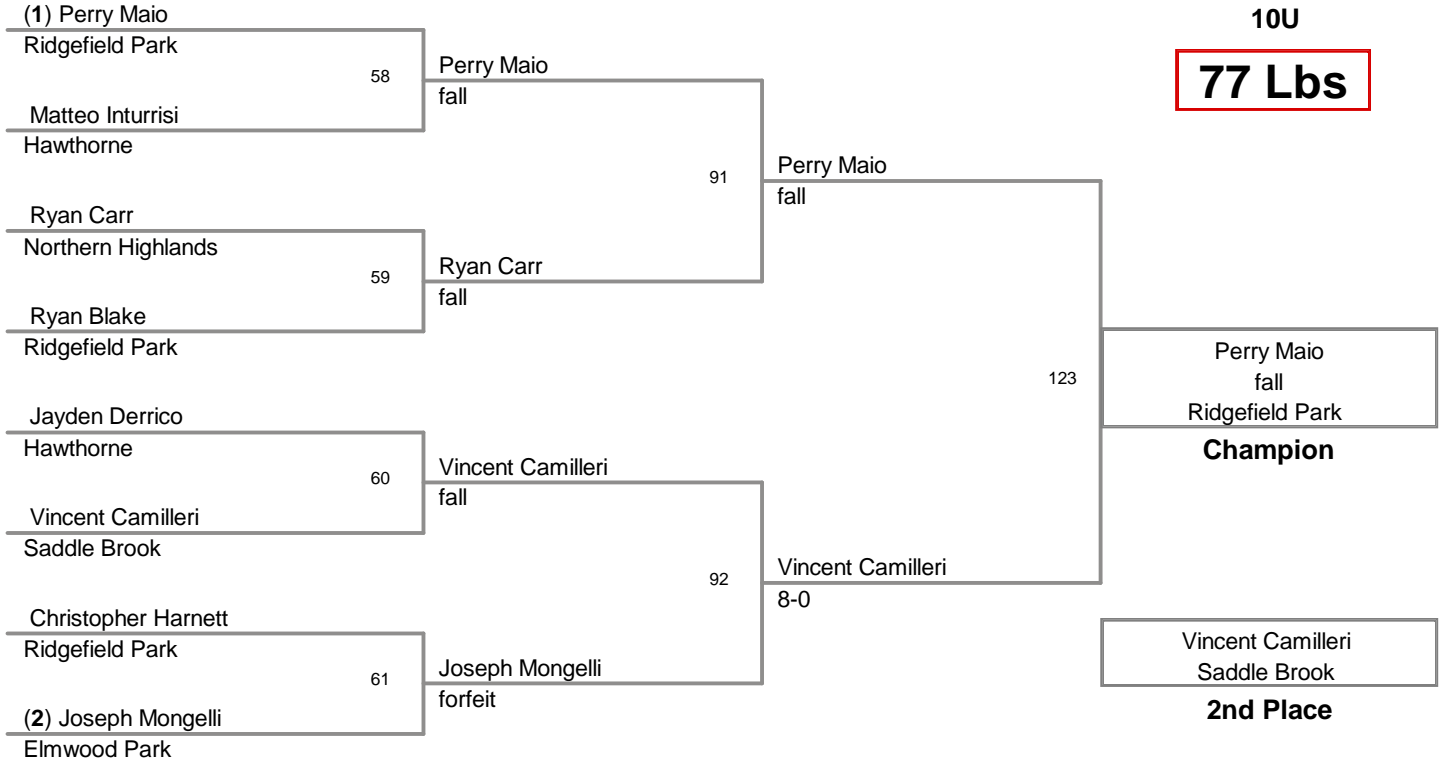 (1) Perry Maio
Ridgefield Park
58
Matteo Inturrisi
Hawthorne
Perry Maio
fall
Ryan Carr
Northern Highlands
59
Ryan Blake
Ridgefield Park
Ryan Carr
fall
91
Perry Maio
fall
Jayden Derrico
Hawthorne
60
Vincent Camilleri
Saddle Brook
Vincent Camilleri
fall
Christopher Harnett
Ridgefield Park
61
(2) Joseph Mongelli
Elmwood Park
Joseph Mongelli
forfeit
92
Vincent Camilleri
8-0
123
10U
77 Lbs
Perry Maio
fall
Ridgefield Park
Champion
Vincent Camilleri
Saddle Brook
2nd Place